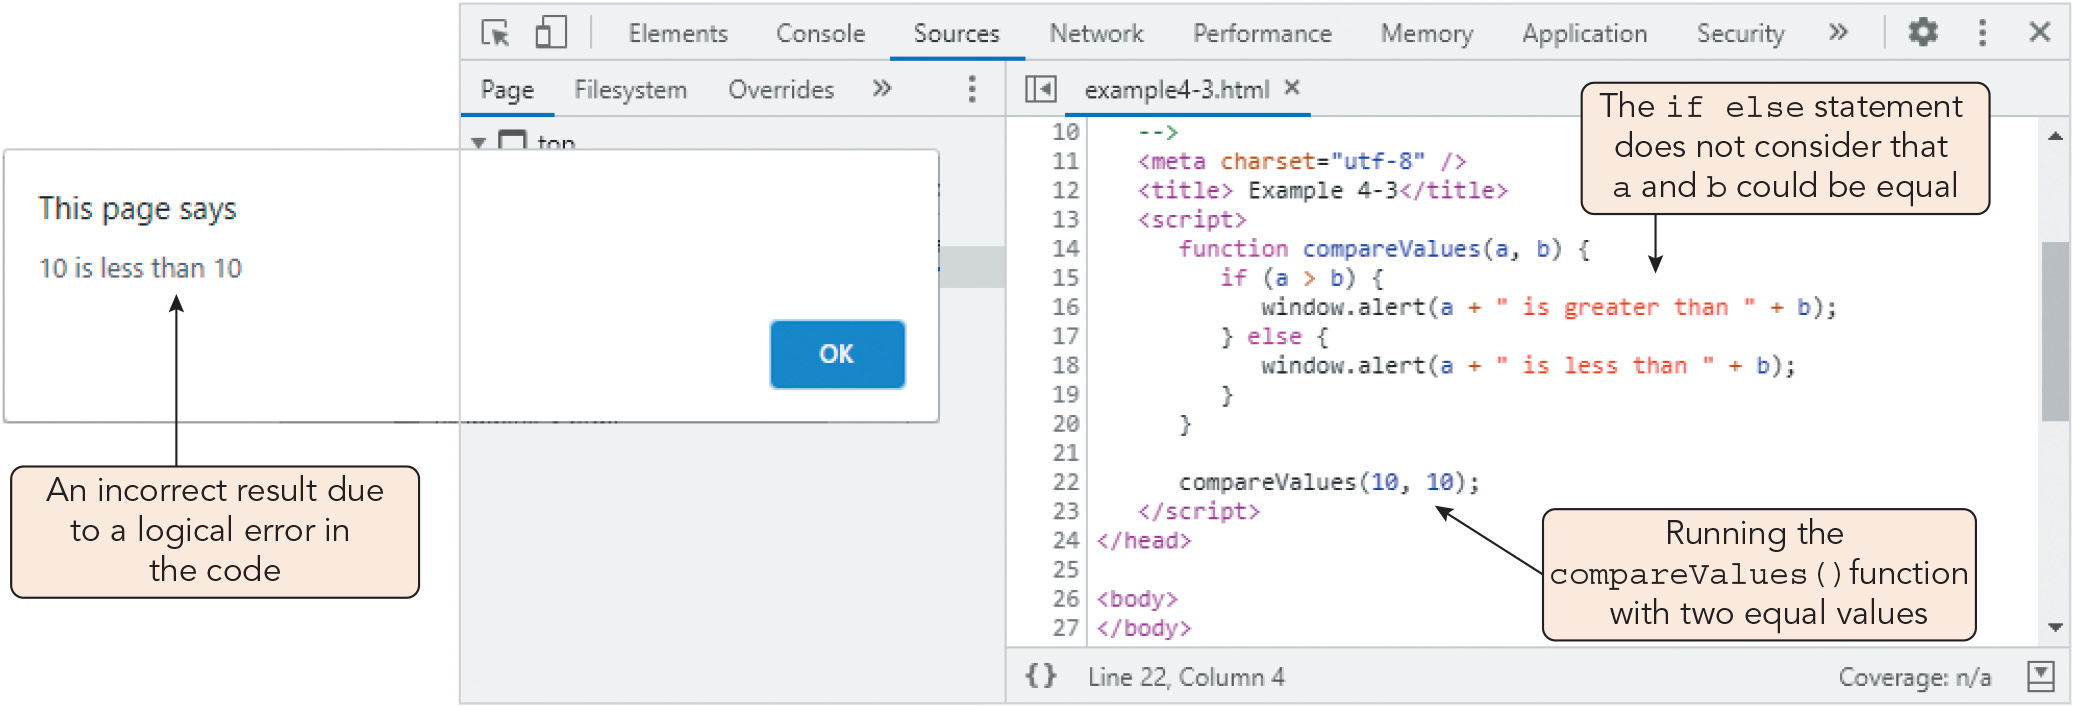 Elements Console Sources Network Performance Memory Application Security »
Page Filesystem Overrides »
example4-3.html ×
top
This page says
10 is less than 10
OK
An incorrect result due
to a logical error in
the code
The if else statement
does not consider that
a and b could be equal
10 -->
11 <meta charset="utf-8" />
12 <title> Example 4-3</title>
13 <script>
14 function compareValues(a, b) {
15 if (a > b) {
16 window.alert(a + " is greater than " + b);
17 } else {
18 window.alert(a + " is less than " + b);
19 }
20 }
21
22 compareValues(10, 10);
23 </script>
24 </head>
25
26 <body>
27 </body>
Running the
compareValues() function
with two equal values
{} Line 22, Column 4
Coverage: n/a